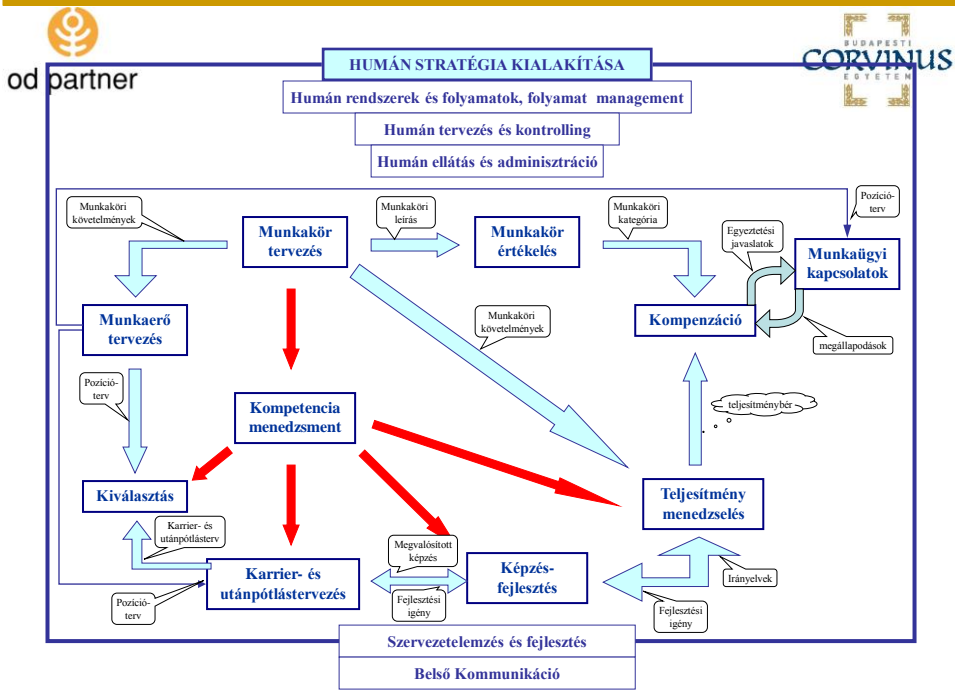 od partner
BUDAPESTI
CORVINUS
EGYETEM
HUMÁN STRATÉGIA KIALAKÍTÁSA
Humán rendszerek és folyamatok, folyamat management
Humán tervezés és kontrolling
Humán ellátás és adminisztráció
Munkaköri
követelmények
Munkaköri
leírás
Munkaköri
kategória
Pozíció-
terv
Munkakör
tervezés
Munkakör
értékelés
Egyeztetési
javaslatok
Munkaügyi
kapcsolatok
Munkaerő
tervezés
Munkaköri
követelmények
Kompenzáció
megállapodások
Pozíció-
terv
Kompetencia
menedzsment
teljesítménybér
Kiválasztás
Teljesítmény
menedzselés
Karrier- és
utánpótlásterv
Megvalósított
képzés
Karrier- és
utánpótlástervezés
Képzés-
fejlesztés
Irányelvek
Pozíció-
terv
Fejlesztési
igény
Fejlesztési
igény
Szervezetelemzés és fejlesztés
Belső Kommunikáció